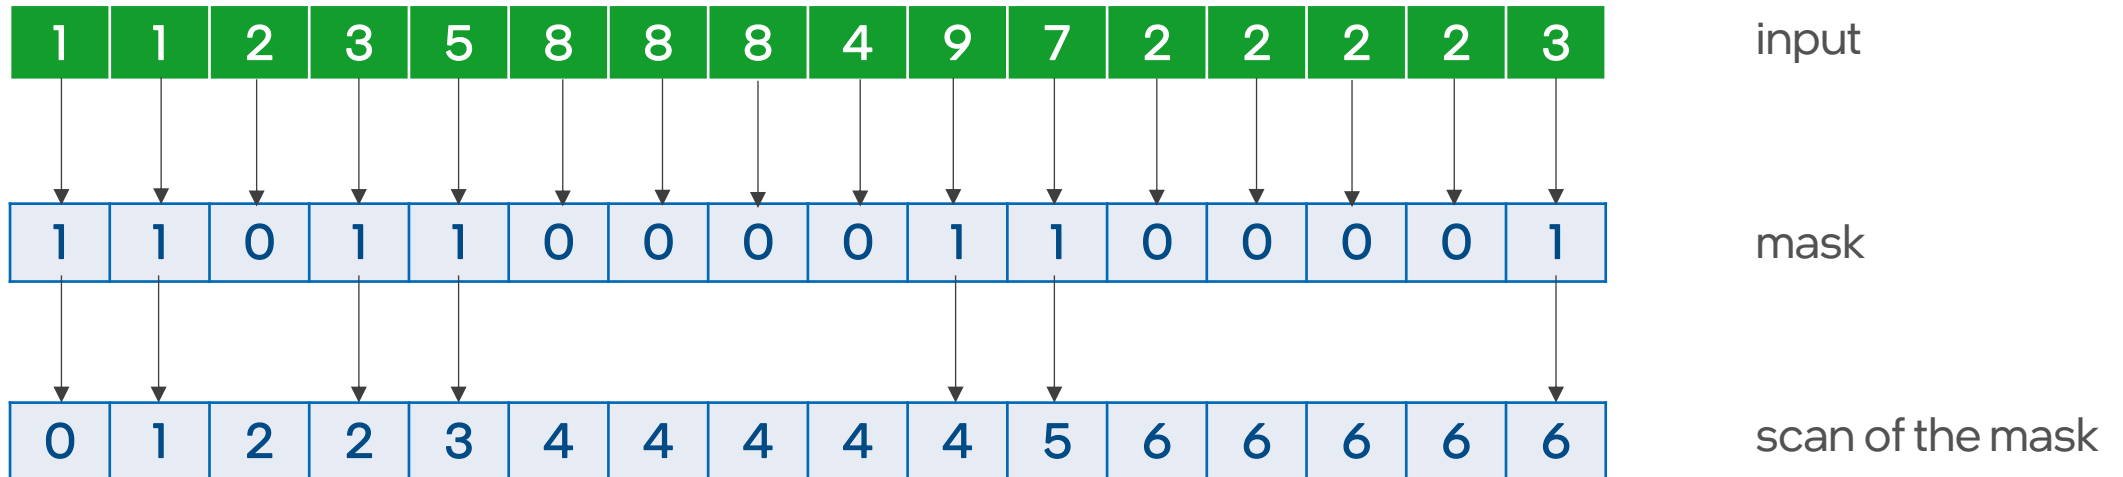 1 1 2 3 5 8 8 8 4 9 7 2 2 2 2 3 input
1 1 0 1 1 0 0 0 0 1 1 0 0 0 0 1 mask
0 1 2 2 3 4 4 4 4 4 5 6 6 6 6 6 scan of the mask